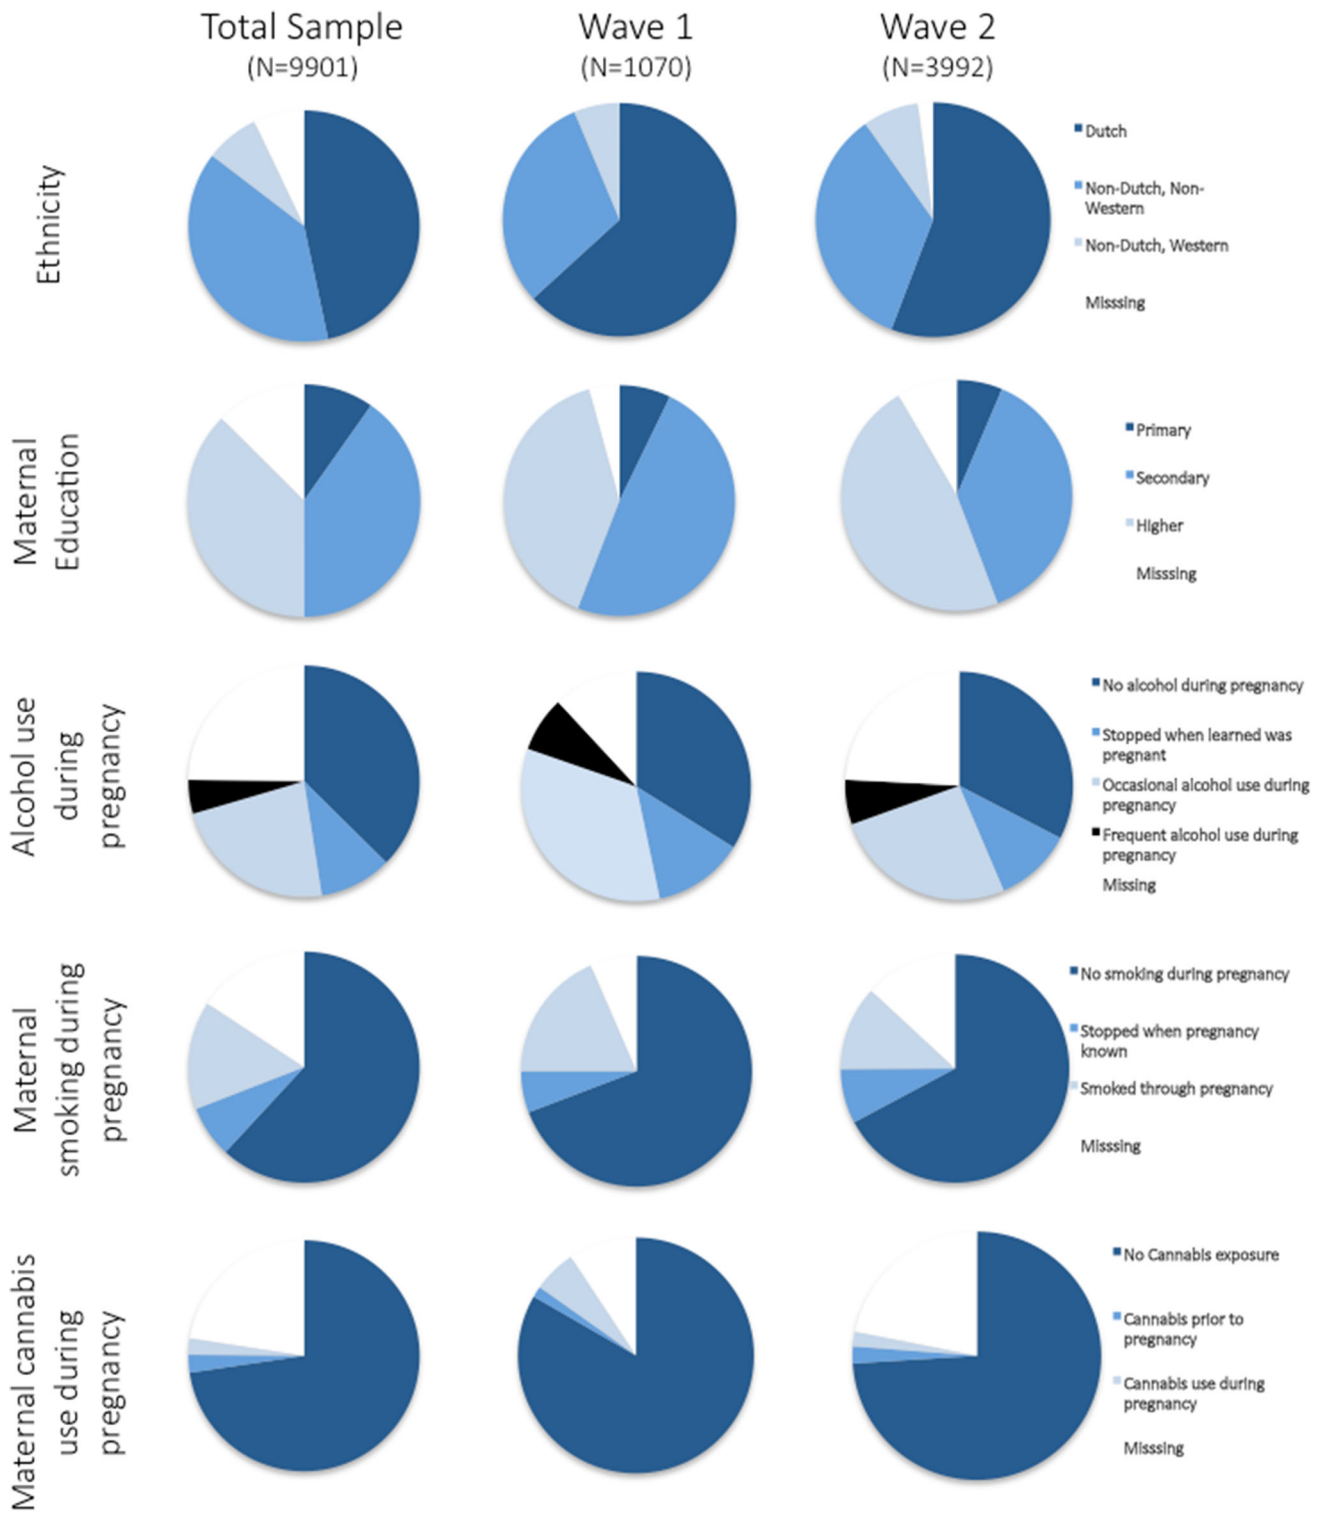 Total Sample
(N=9901)
Wave 1
(N=1070)
Wave 2
(N=3992)
Ethnicity
Dutch
Non-Dutch, Non-
Western
Non-Dutch, Western
Misssing
Maternal
Education
Primary
Secondary
Higher
Misssing
Alcohol use
during
pregnancy
No alcohol during pregnancy
Stopped when learned was
pregnant
Occasional alcohol use during
pregnancy
Frequent alcohol use during
pregnancy
Missing
Maternal
smoking during
pregnancy
No smoking during pregnancy
Stopped when pregnancy
known
Smoked through pregnancy
Misssing
Maternal cannabis
use during
pregnancy
No Cannabis exposure
Cannabis prior to
pregnancy
Cannabis use during
pregnancy
Misssing